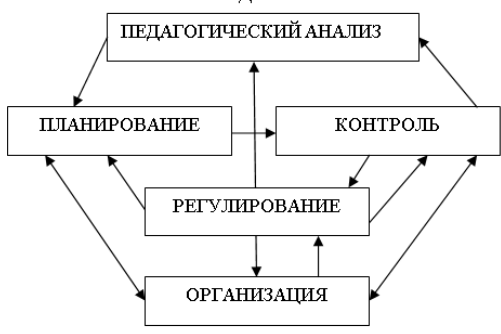 ПЕДАГОГИЧЕСКИЙ АНАЛИЗ
ПЛАНИРОВАНИЕ
КОНТРОЛЬ
РЕГУЛИРОВАНИЕ
ОРГАНИЗАЦИЯ